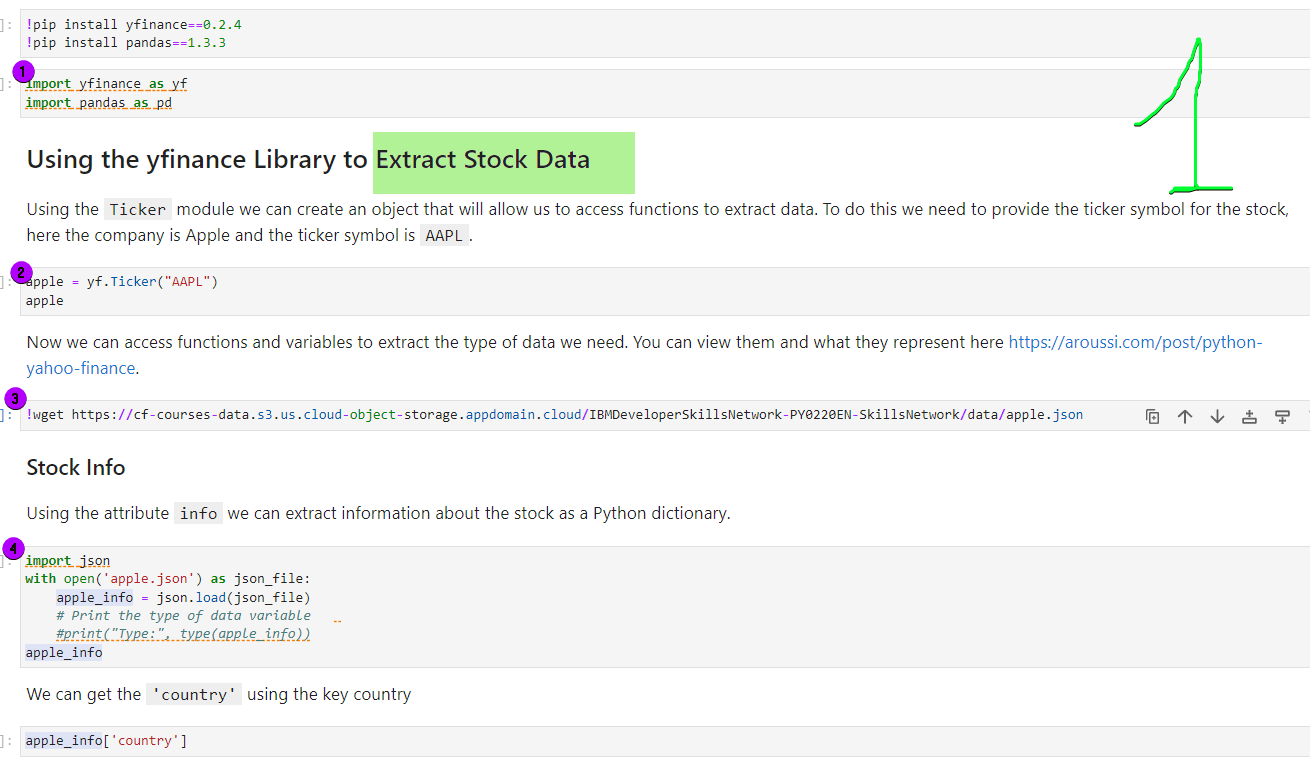 ]: !pip install yfinance==0.2.4
!pip install pandas==1.3.3
1
1
]: import yfinance as yf
import pandas as pd
Using the yfinance Library to Extract Stock Data
Using the Ticker module we can create an object that will allow us to access functions to extract data. To do this we need to provide the ticker symbol for the stock,
here the company is Apple and the ticker symbol is AAPL .
2
]: apple = yf.Ticker("AAPL")
apple
Now we can access functions and variables to extract the type of data we need. You can view them and what they represent here https://aroussi.com/post/python-
yahoo-finance.
3
]: !wget https://cf-courses-data.s3.us.cloud-object-storage.appdomain.cloud/IBMDeveloperSkillsNetwork-PY0220EN-SkillsNetwork/data/apple.json
Stock Info
Using the attribute info we can extract information about the stock as a Python dictionary.
4
]: import json
with open('apple.json') as json_file:
    apple_info = json.load(json_file)
    # Print the type of data variable
    #print("Type:", type(apple_info))
apple_info
We can get the 'country' using the key country
]: apple_info['country']